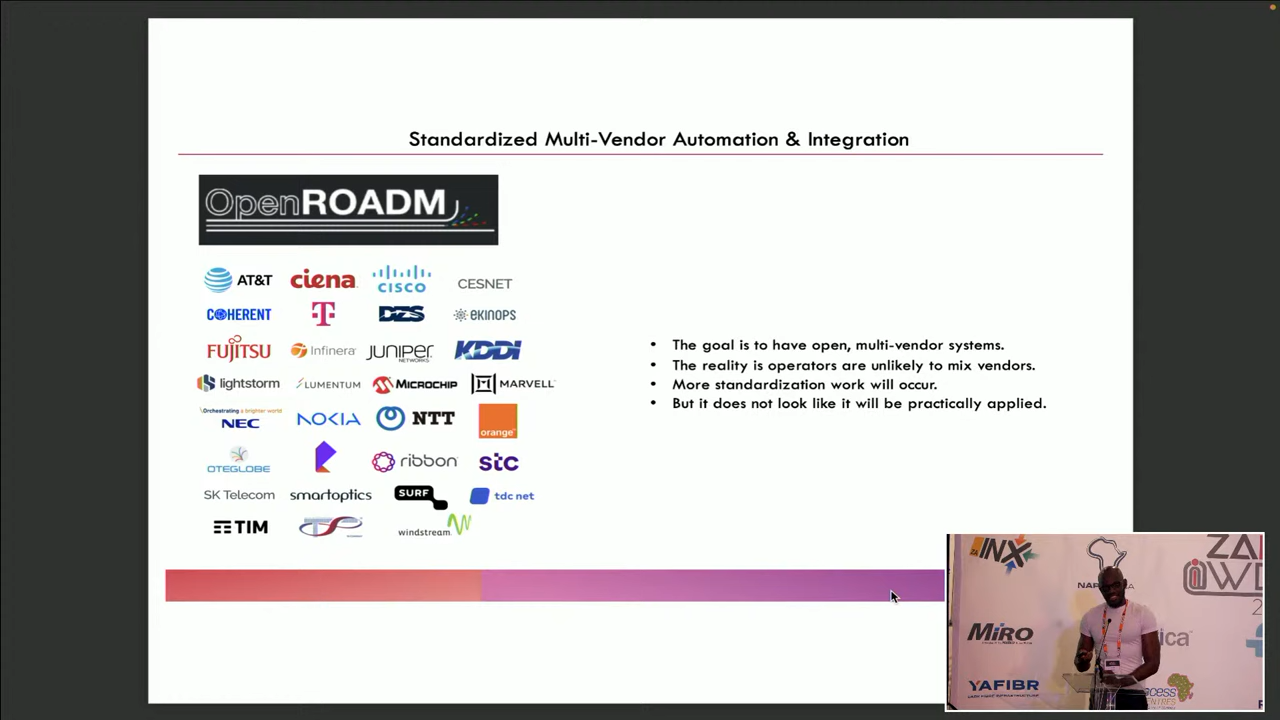 Standardized Multi-Vendor Automation & Integration
OpenROADM
AT&T ciena CISCO CESNET
COHERENT T DZS EKINOPS
FUJITSU Infinera JUNIPER NETWORKS KDDI
lightstorm LUMENTUM MICROCHIP MARVELL
Orchestrating a brighter world
NEC NOKIA NTT orange
OTEGLOBE ribbon stc
SK Telecom smartoptics SURF tdc net
TIM windstream
• The goal is to have open, multi-vendor systems.
• The reality is operators are unlikely to mix vendors.
• More standardization work will occur.
• But it does not look like it will be practically applied.
INX
MiRO
YAFIBR